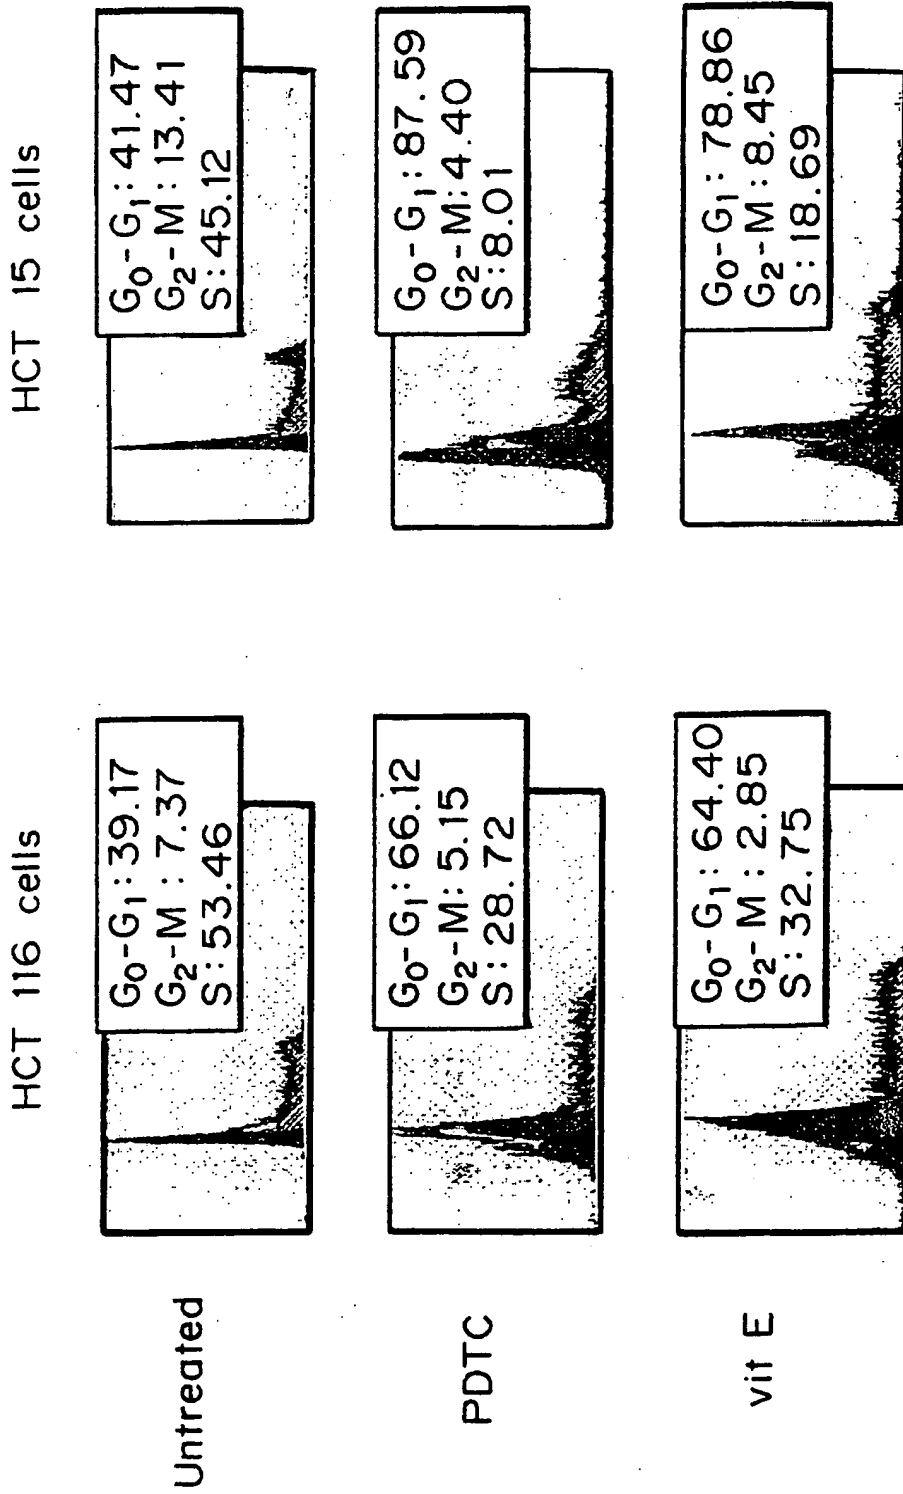 HCT 116 cells
HCT 15 cells
Untreated
G₀-G₁: 39.17
G₂-M: 7.37
S: 53.46
G₀-G₁: 41.47
G₂-M: 13.41
S: 45.12
PDTC
G₀-G₁: 66.12
G₂-M: 5.15
S: 28.72
G₀-G₁: 87.59
G₂-M: 4.40
S: 8.01
vit E
G₀-G₁: 64.40
G₂-M: 2.85
S: 32.75
G₀-G₁: 78.86
G₂-M: 8.45
S: 18.69